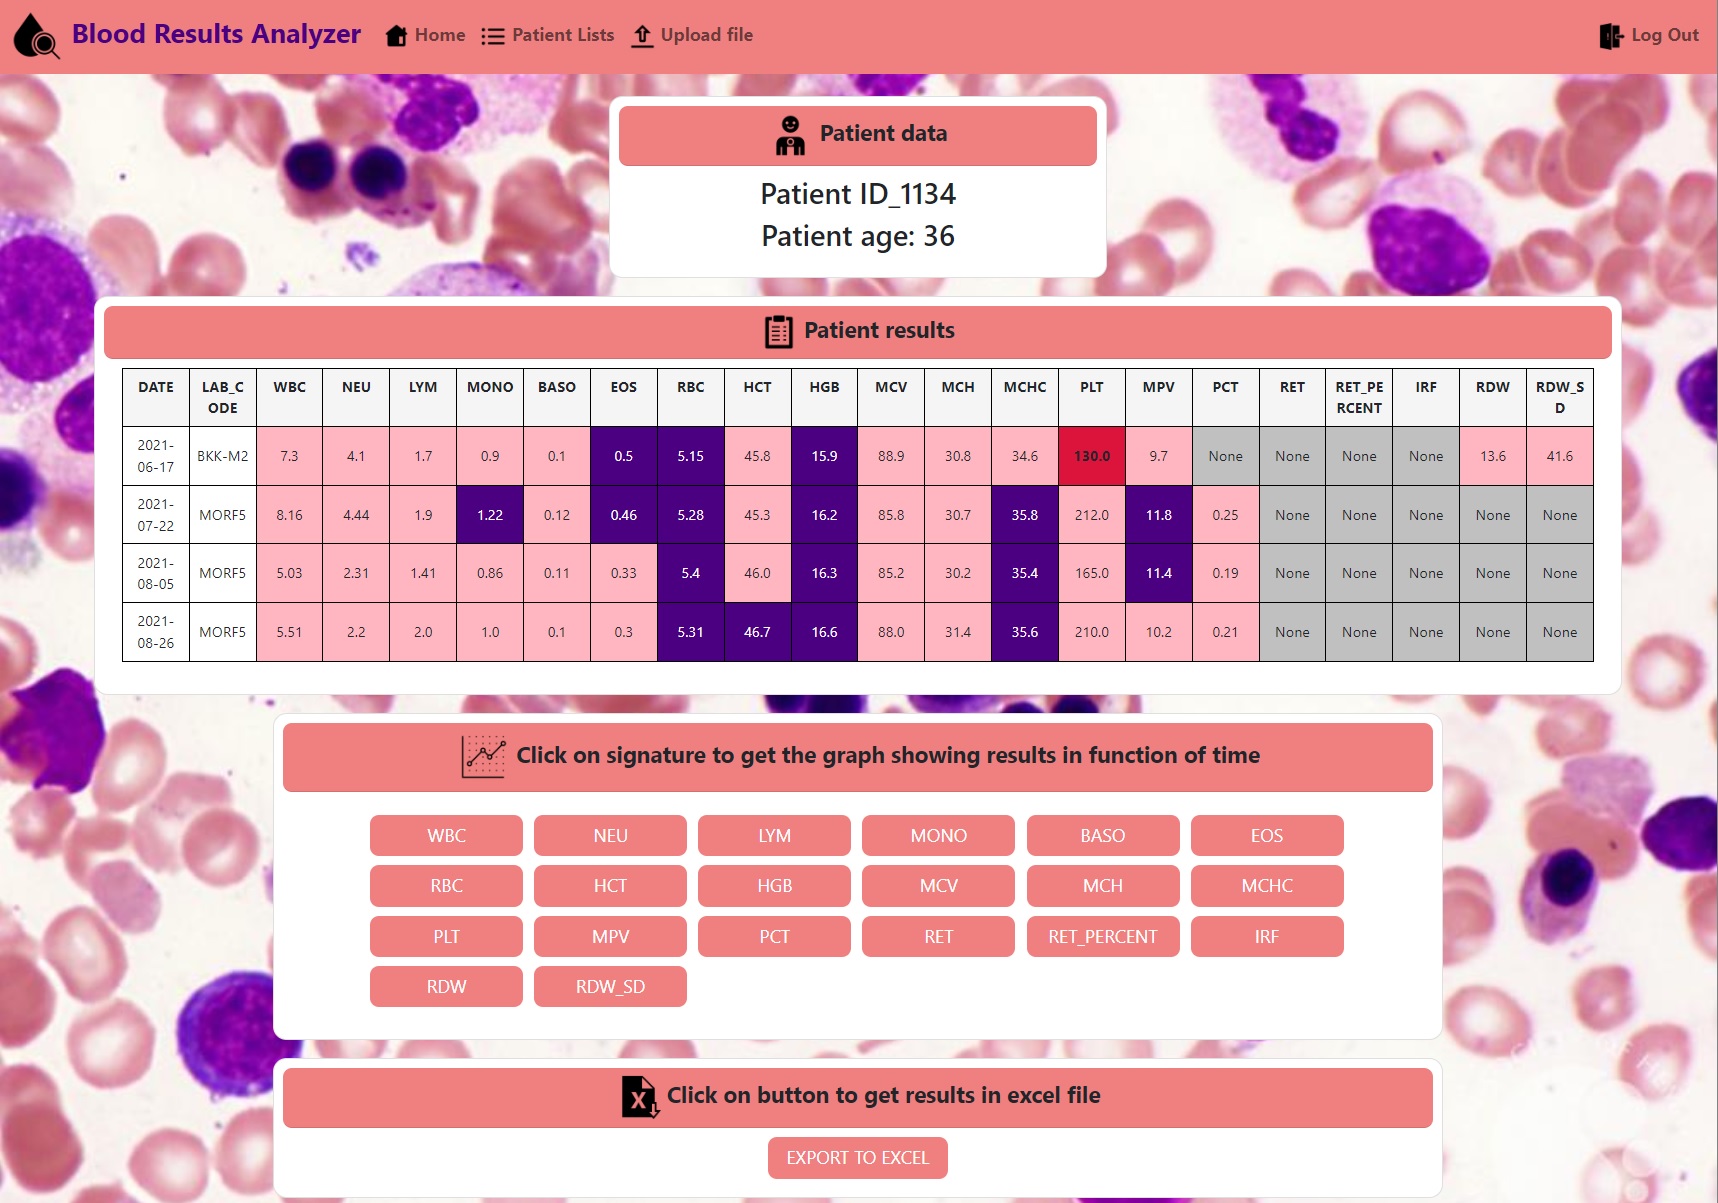 Blood Results Analyzer Home Patient Lists Upload file Log Out
Patient data
Patient ID_1134
Patient age: 36
Patient results
DATE LAB_CODE WBC NEU LYM MONO BASO EOS RBC HCT HGB MCV MCH MCHC PLT MPV PCT RET RET_PERCENT IRF RDW RDW_SD
2021-06-17 BKK-M2 7.3 4.1 1.7 0.9 0.1 0.5 5.15 45.8 15.9 88.9 30.8 34.6 130.0 9.7 None None None None 13.6 41.6
2021-07-22 MORF5 8.16 4.44 1.9 1.22 0.12 0.46 5.28 45.3 16.2 85.8 30.7 35.8 212.0 11.8 0.25 None None None None None
2021-08-05 MORF5 5.03 2.31 1.41 0.86 0.11 0.33 5.4 46.0 16.3 85.2 30.2 35.4 165.0 11.4 0.19 None None None None None
2021-08-26 MORF5 5.51 2.2 2.0 1.0 0.1 0.3 5.31 46.7 16.6 88.0 31.4 35.6 210.0 10.2 0.21 None None None None None
Click on signature to get the graph showing results in function of time
WBC NEU LYM MONO BASO EOS
RBC HCT HGB MCV MCH MCHC
PLT MPV PCT RET RET_PERCENT IRF
RDW RDW_SD
Click on button to get results in excel file
EXPORT TO EXCEL